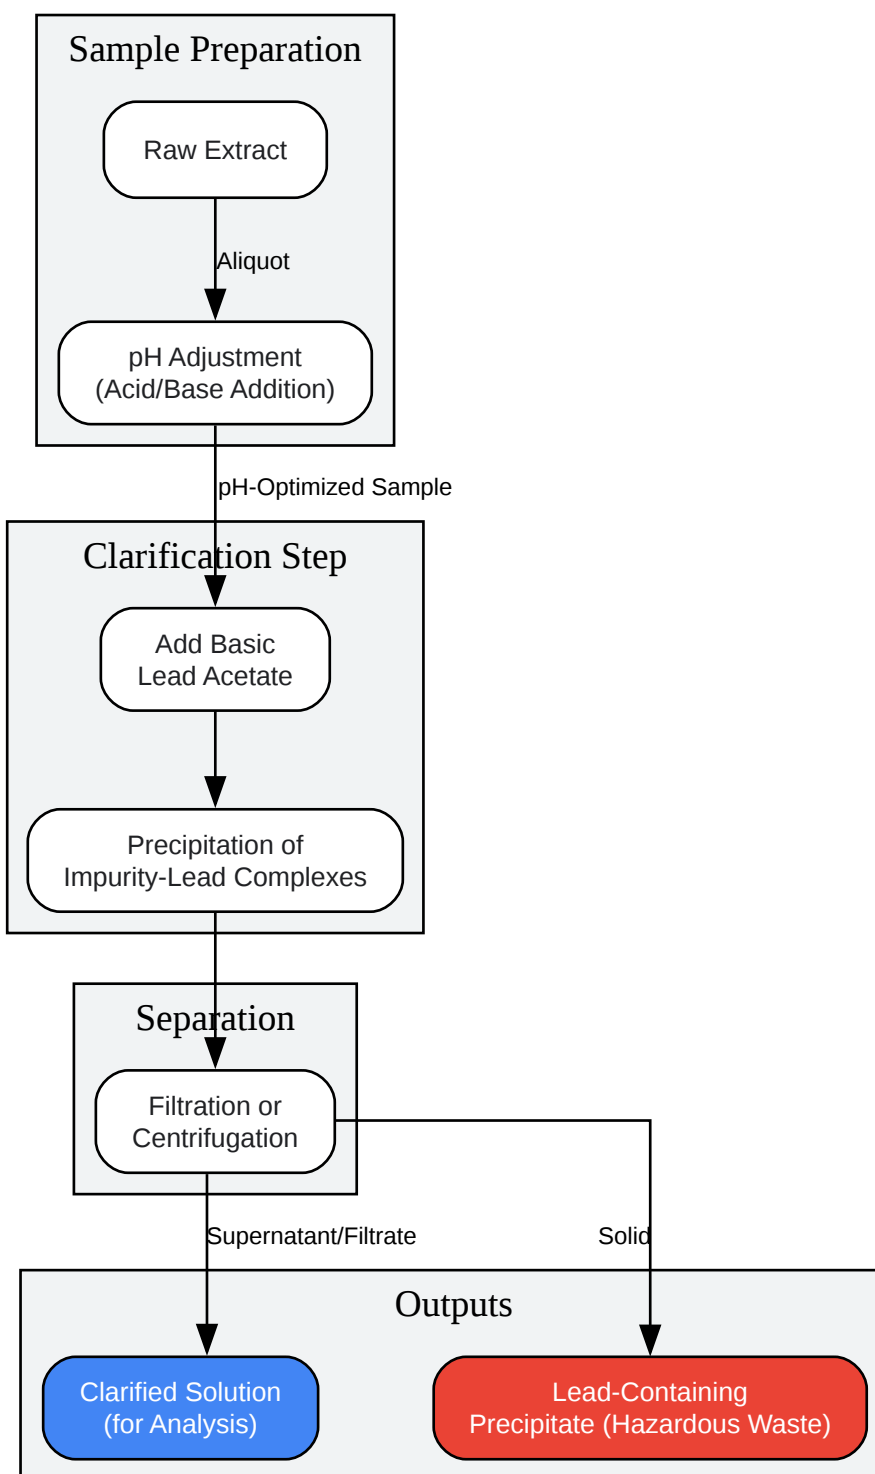 Sample Preparation
Raw Extract
Aliquot
pH Adjustment
(Acid/Base Addition)
pH-Optimized Sample
Clarification Step
Add Basic
Lead Acetate
Precipitation of
Impurity-Lead Complexes
Separation
Filtration or
Centrifugation
Supernatant/Filtrate
Solid
Outputs
Clarified Solution
(for Analysis)
Lead-Containing
Precipitate (Hazardous Waste)